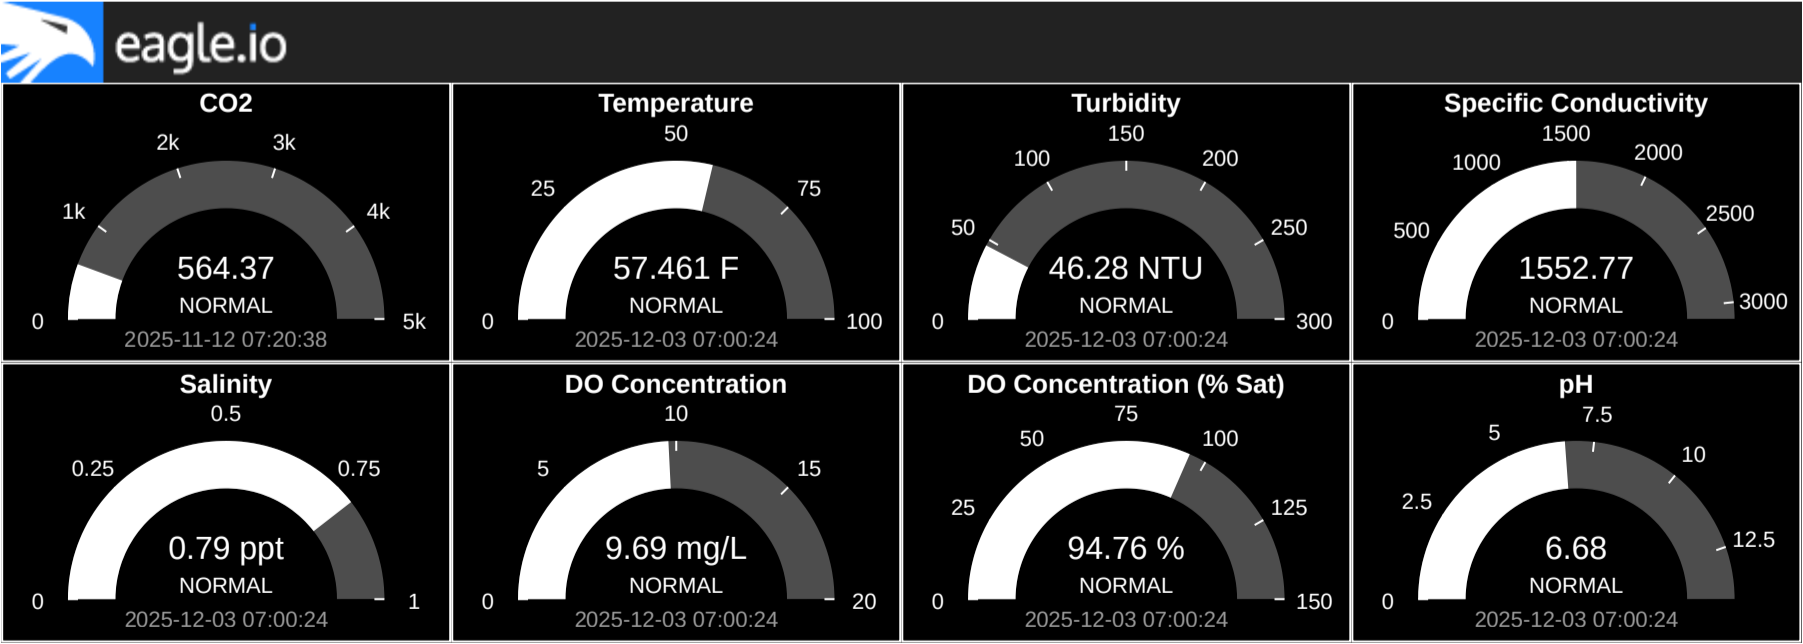 eagle.io
CO2
0
1k
2k
3k
4k
5k
564.37
NORMAL
2025-11-12 07:20:38
Temperature
0
25
50
75
100
57.461 F
NORMAL
2025-12-03 07:00:24
Turbidity
0
50
100
150
200
250
300
46.28 NTU
NORMAL
2025-12-03 07:00:24
Specific Conductivity
0
500
1000
1500
2000
2500
3000
1552.77
NORMAL
2025-12-03 07:00:24
Salinity
0
0.25
0.5
0.75
1
0.79 ppt
NORMAL
2025-12-03 07:00:24
DO Concentration
0
5
10
15
20
9.69 mg/L
NORMAL
2025-12-03 07:00:24
DO Concentration (% Sat)
0
25
50
75
100
125
150
94.76 %
NORMAL
2025-12-03 07:00:24
pH
0
2.5
5
7.5
10
12.5
6.68
NORMAL
2025-12-03 07:00:24